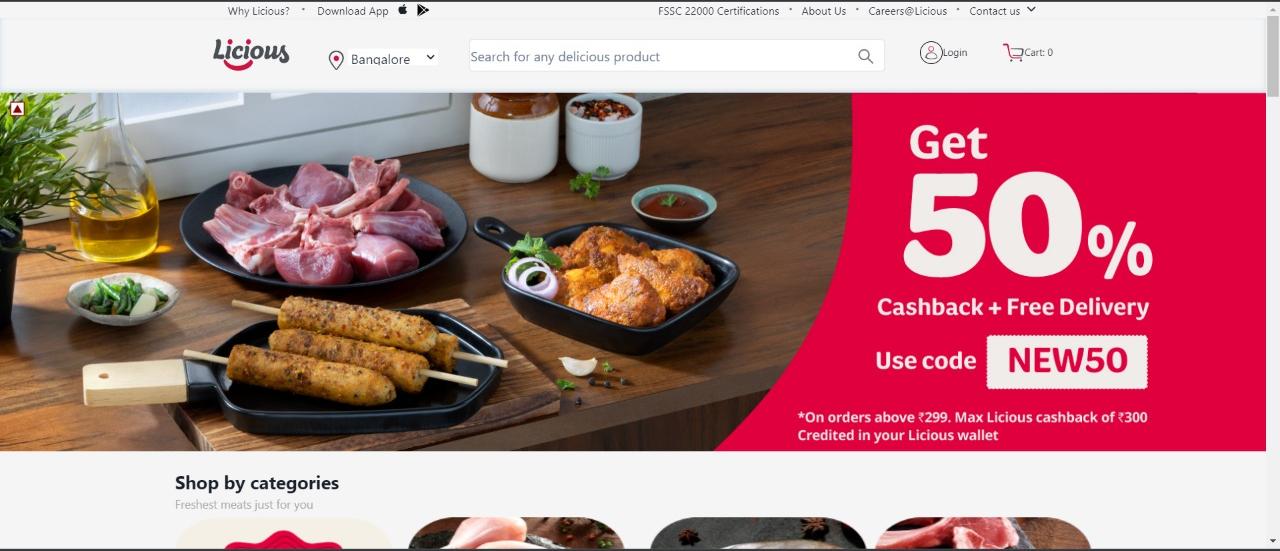 Why Licious? • Download App
FSSC 22000 Certifications • About Us • Careers@Licious • Contact us
Licious
Bangalore
Search for any delicious product
Login
Cart: 0
Get
50%
Cashback + Free Delivery
Use code NEW50
*On orders above ₹299. Max Licious cashback of ₹300
Credited in your Licious wallet
Shop by categories
Freshest meats just for you